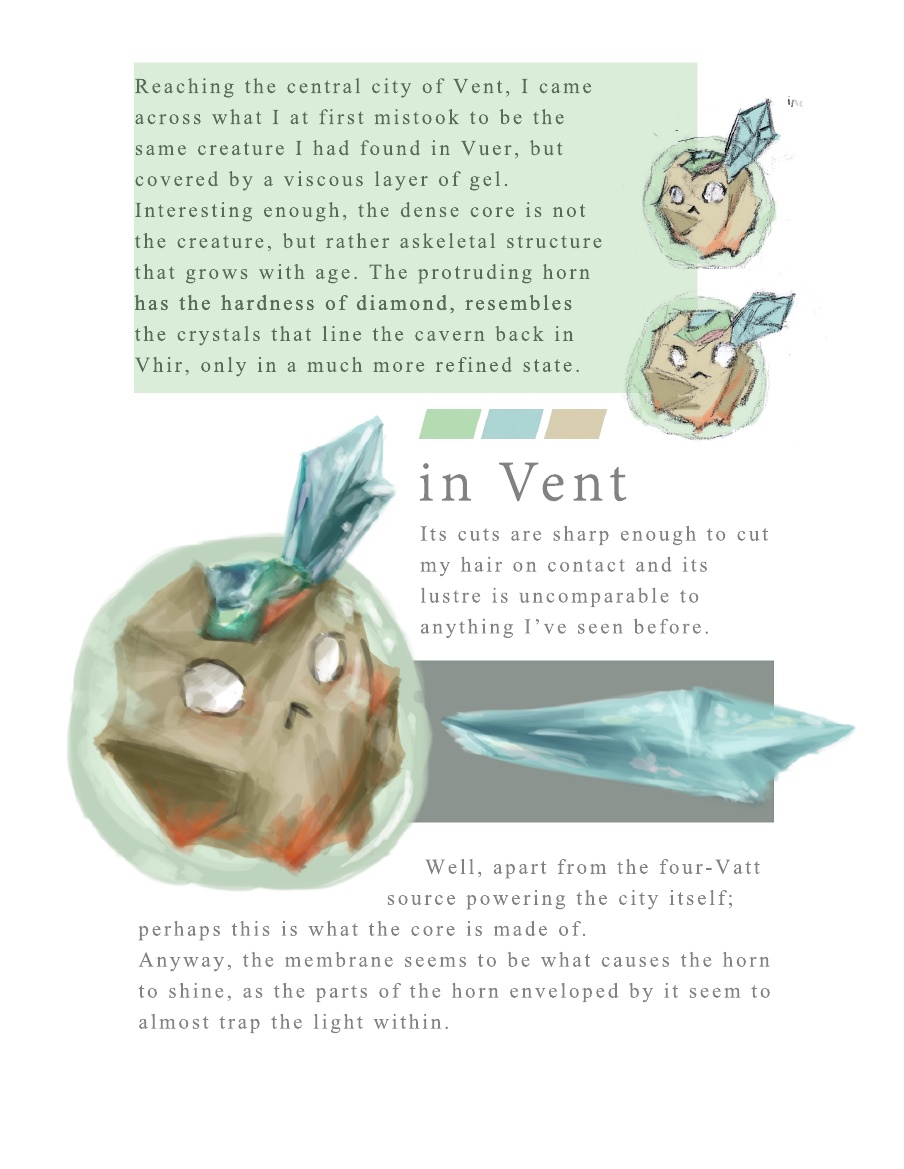 Reaching the central city of Vent, I came
across what I at first mistook to be the
same creature I had found in Vuer, but
covered by a viscous layer of gel.
Interesting enough, the dense core is not
the creature, but rather askeletal structure
that grows with age. The protruding horn
has the hardness of diamond, resembles
the crystals that line the cavern back in
Vhir, only in a much more refined state.
in Vent
Its cuts are sharp enough to cut
my hair on contact and its
lustre is uncomparable to
anything I've seen before.
Well, apart from the four-Vatt
source powering the city itself;
perhaps this is what the core is made of.
Anyway, the membrane seems to be what causes the horn
to shine, as the parts of the horn enveloped by it seem to
almost trap the light within.